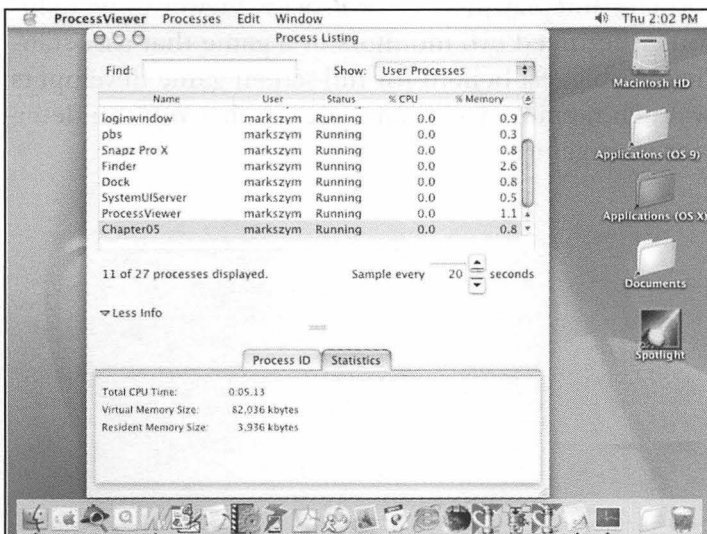 ProcessViewer Processes Edit Window Thu 2:02 PM
Process Listing
Find: Show: User Processes
Name User Status % CPU % Memory
loginwindow markszym Running 0.0 0.9
pbs markszym Running 0.0 0.3
Snapz Pro X markszym Running 0.0 0.8
Finder markszym Running 0.0 2.6
Dock markszym Running 0.0 0.8
SystemUIServer markszym Running 0.0 0.5
ProcessViewer markszym Running 0.0 1.1
Chapter05 markszym Running 0.0 0.8
11 of 27 processes displayed. Sample every 20 seconds
Less Info
Process ID Statistics
Total CPU Time: 0:05.13
Virtual Memory Size: 82,036 kbytes
Resident Memory Size: 3,936 kbytes
Macintosh HD
Applications (OS 9)
Applications (OS X)
Documents
Spotlight